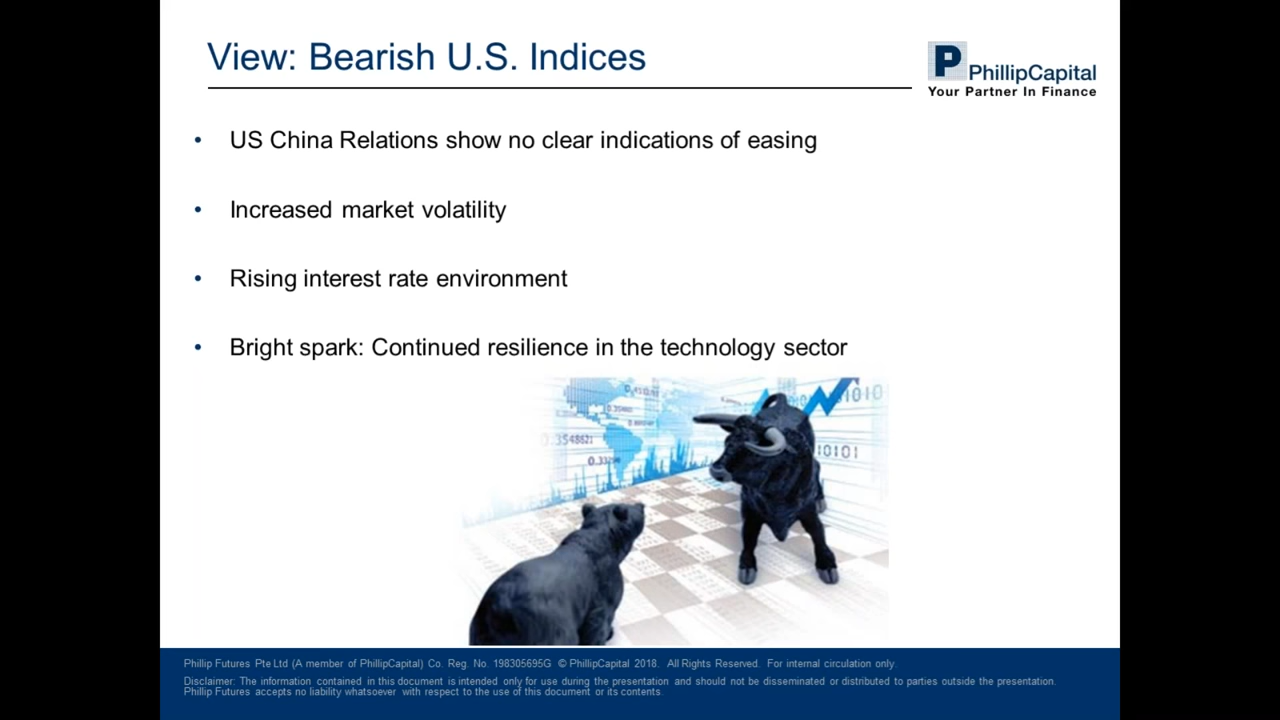 View: Bearish U.S. Indices
P
PhillipCapital
Your Partner In Finance
• US China Relations show no clear indications of easing
• Increased market volatility
• Rising interest rate environment
• Bright spark: Continued resilience in the technology sector
0.3548621
01010
10101
Phillip Futures Pte Ltd (A member of PhillipCapital) Co. Reg. No. 198305695G © PhillipCapital 2018. All Rights Reserved. For internal circulation only.
Disclaimer: The information contained in this document is intended only for use during the presentation and should not be disseminated or distributed to parties outside the presentation.
Phillip Futures accepts no liability whatsoever with respect to the use of this document or its contents.